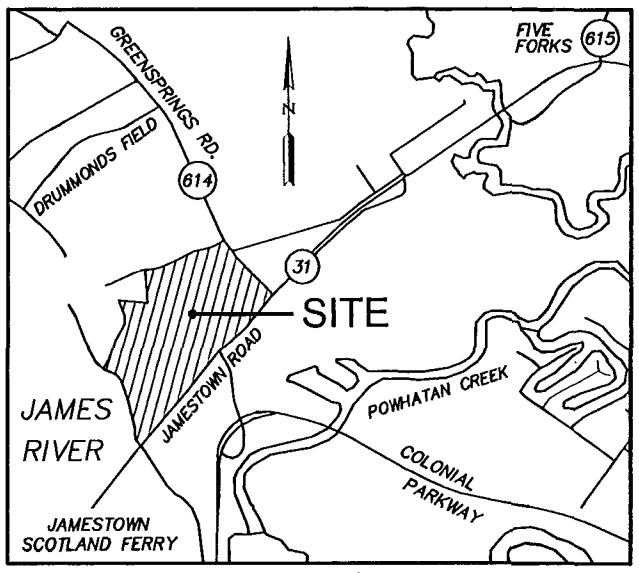 FIVE
FORKS
615
GREENSPRINGS RD.
N
DRUMMONDS FIELD
614
31
SITE
JAMESTOWN ROAD
POWHATAN CREEK
JAMES
RIVER
COLONIAL
PARKWAY
JAMESTOWN
SCOTLAND FERRY